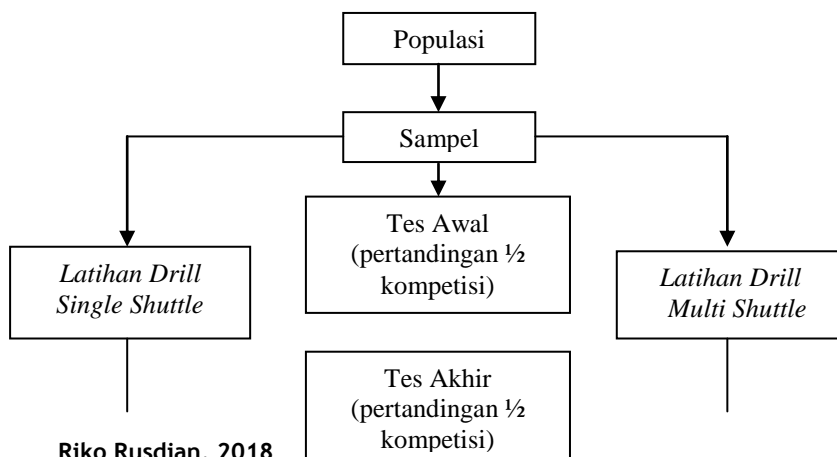 Populasi
Sampel
Tes Awal
(pertandingan ½
kompetisi)
Latihan Drill
Single Shuttle
Latihan Drill
Multi Shuttle
Tes Akhir
(pertandingan ½
kompetisi)
Riko Rusdian, 2018